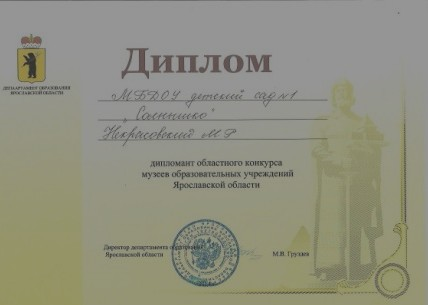 ДЕПАРТАМЕНТ ОБРАЗОВАНИЯ
ЯРОСЛАВСКОЙ ОБЛАСТИ
Диплом
МБДОУ детский сад №1
„Солнышко"
Некрасовский МР
дипломант областного конкурса
музеев образовательных учреждений
Ярославской области
Директор департамента образования
Ярославской области
М.В. Груздев